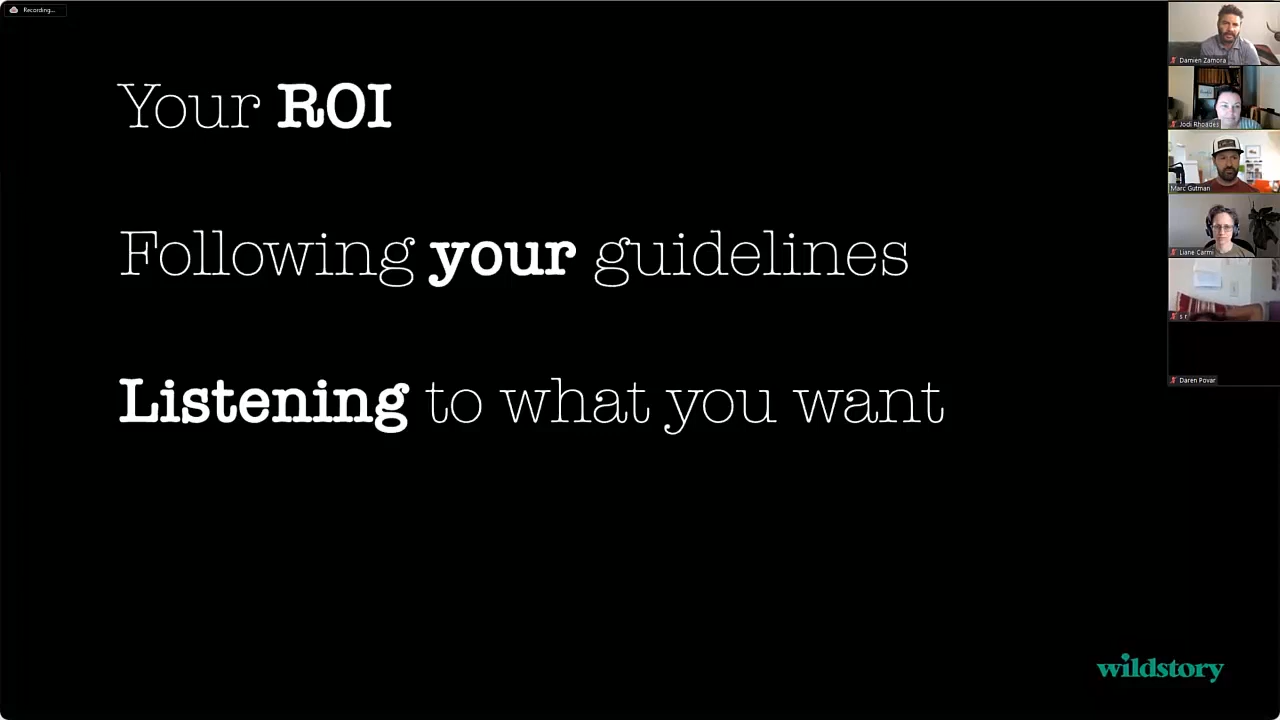 Recording...
Your ROI
Following your guidelines
Listening to what you want
wildstory
Damien Zamora
Jodi Rhoades
Marc Gutman
Liane Carmi
s r
Daren Povar